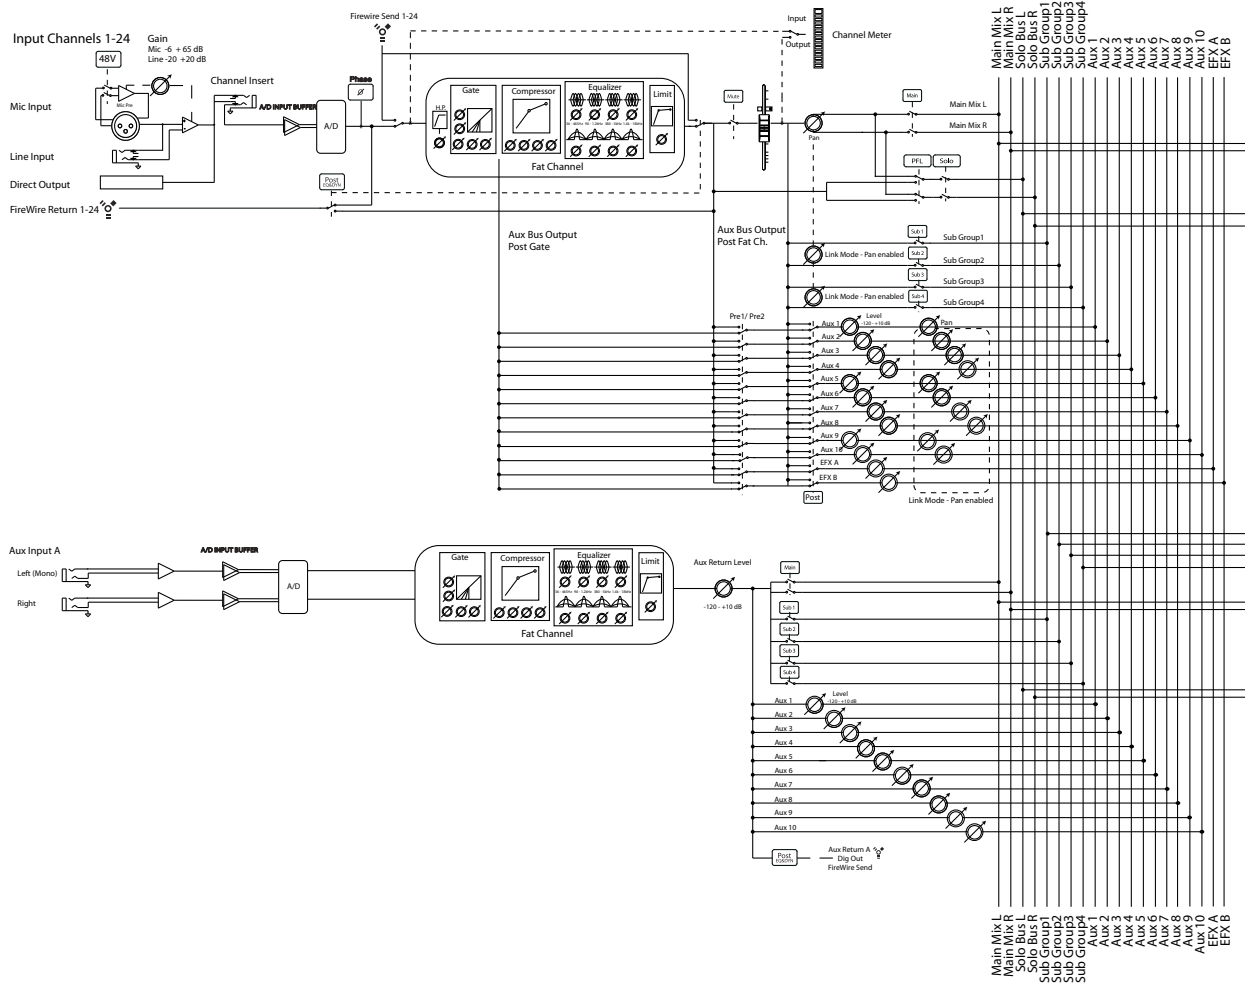 Firewire Send 1-24
Input
Output
Channel Meter
Main Mix L
Main Mix R
Solo Bus L
Solo Bus R
Sub Group1
Sub Group2
Sub Group3
Sub Group4
Aux 1
Aux 2
Aux 3
Aux 4
Aux 5
Aux 6
Aux 7
Aux 8
Aux 9
Aux 10
EFX A
EFX B
Input Channels 1-24
Gain
Mic -6 + 65 dB
Line -20 +20 dB
48V
Channel Insert
Phase
Ø
Mic Input
Mic Pre
A/D INPUT BUFFER
A/D
H.P.
Gate
Compressor
Equalizer
Limit
Fat Channel
Mute
Pan
Main
Main Mix L
Main Mix R
Line Input
Direct Output
FireWire Return 1-24
Post
EQ&DYN
PFL
Solo
Aux Bus Output
Post Gate
Aux Bus Output
Post Fat Ch.
Sub 1
Sub Group1
Link Mode - Pan enabled
Sub 2
Sub Group2
Sub 3
Sub Group3
Link Mode - Pan enabled
Sub 4
Sub Group4
Pre1/ Pre2
Level
-120 - +10 dB
Pan
Aux 1
Aux 2
Aux 3
Aux 4
Aux 5
Aux 6
Aux 7
Aux 8
Aux 9
Aux 10
EFX A
EFX B
Post
Link Mode - Pan enabled
Aux Input A
Left (Mono)
Right
A/D INPUT BUFFER
A/D
Gate
Compressor
Equalizer
Limit
Fat Channel
Aux Return Level
-120 - +10 dB
Main
Sub 1
Sub 2
Sub 3
Sub 4
Level
-120 - +10 dB
Aux 1
Aux 2
Aux 3
Aux 4
Aux 5
Aux 6
Aux 7
Aux 8
Aux 9
Aux 10
Post
EQ&DYN
Aux Return A
Dig Out
FireWire Send
Main Mix L
Main Mix R
Solo Bus L
Solo Bus R
Sub Group1
Sub Group2
Sub Group3
Sub Group4
Aux 1
Aux 2
Aux 3
Aux 4
Aux 5
Aux 6
Aux 7
Aux 8
Aux 9
Aux 10
EFX A
EFX B